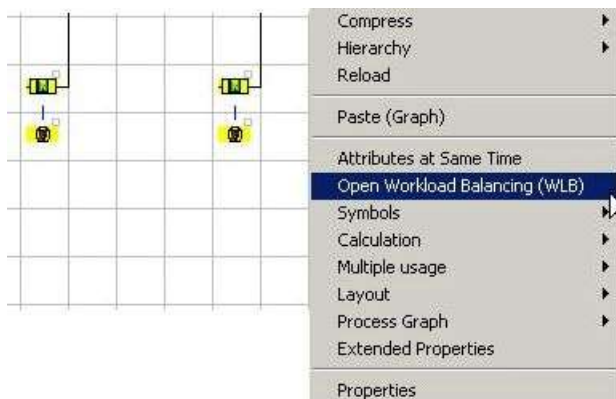 Compress
Hierarchy
Reload
Paste (Graph)
Attributes at Same Time
Open Workload Balancing (WLB)
Symbols
Calculation
Multiple usage
Layout
Process Graph
Extended Properties
Properties